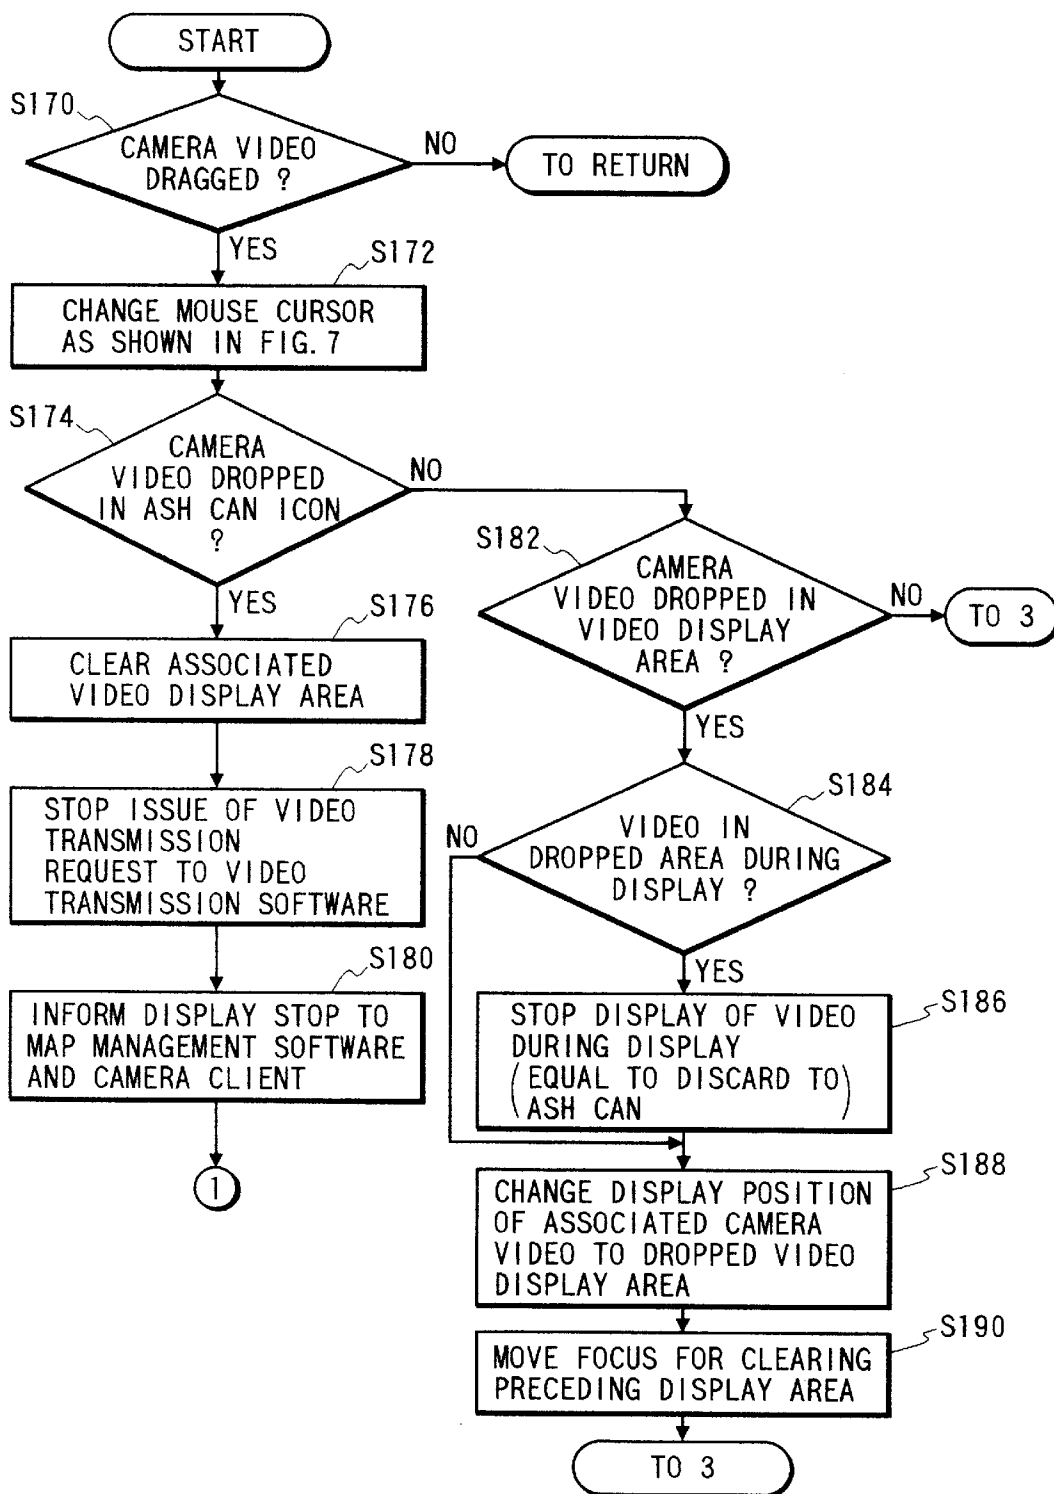 START
S170
CAMERA VIDEO
DRAGGED ?
NO
TO RETURN
YES
S172
CHANGE MOUSE CURSOR
AS SHOWN IN FIG. 7
S174
CAMERA
VIDEO DROPPED
IN ASH CAN ICON
?
NO
YES
S176
CLEAR ASSOCIATED
VIDEO DISPLAY AREA
S178
STOP ISSUE OF VIDEO
TRANSMISSION
REQUEST TO VIDEO
TRANSMISSION SOFTWARE
S180
INFORM DISPLAY STOP TO
MAP MANAGEMENT SOFTWARE
AND CAMERA CLIENT
1
S182
CAMERA
VIDEO DROPPED IN
VIDEO DISPLAY
AREA ?
NO
TO 3
YES
S184
VIDEO IN
DROPPED AREA DURING
DISPLAY ?
NO
YES
S186
STOP DISPLAY OF VIDEO
DURING DISPLAY
(EQUAL TO DISCARD TO
ASH CAN)
S188
CHANGE DISPLAY POSITION
OF ASSOCIATED CAMERA
VIDEO TO DROPPED VIDEO
DISPLAY AREA
S190
MOVE FOCUS FOR CLEARING
PRECEDING DISPLAY AREA
TO 3